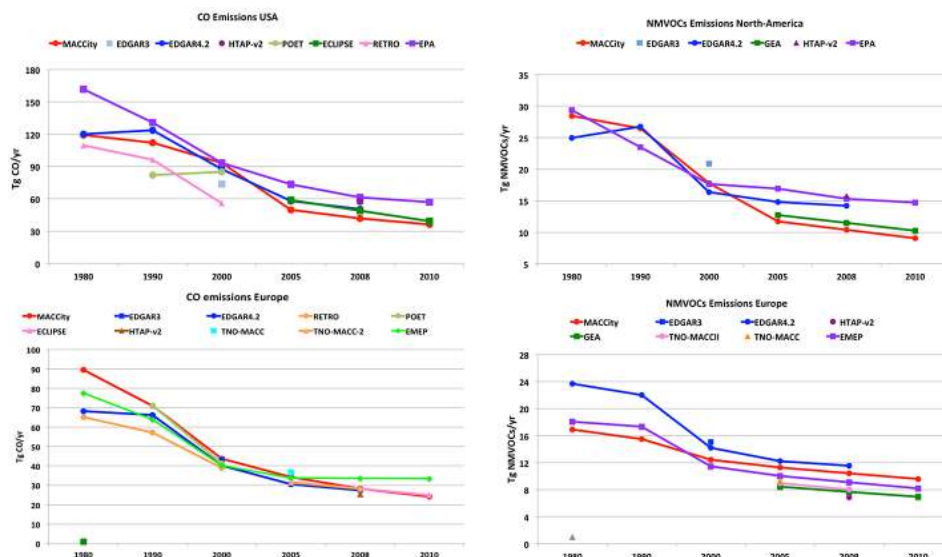 CO Emissions USA
MACCity EDGAR3 EDGAR4.2 HTAP-v2 POET ECLIPSE RETRO EPA
180
150
120
90
60
30
0
Tg CO/yr
1980 1990 2000 2005 2008 2010
NMVOCs Emissions North-America
MACCity EDGAR3 EDGAR4.2 GEA HTAP-v2 EPA
35
30
25
20
15
10
5
Tg NMVOCs/yr
1980 1990 2000 2005 2008 2010
CO emissions Europe
MACCity EDGAR3 EDGAR4.2 RETRO POET
ECLIPSE HTAP-v2 TNO-MACC TNO-MACC-2 EMEP
100
90
80
70
60
50
40
30
20
10
0
Tg CO/yr
1980 1990 2000 2005 2008 2010
NMVOCs Emissions Europe
MACCity EDGAR3 EDGAR4.2 HTAP-v2
GEA TNO-MACCII TNO-MACC EMEP
28
24
20
16
12
8
4
0
Tg NMVOCs/yr
1980 1990 2000 2005 2008 2010